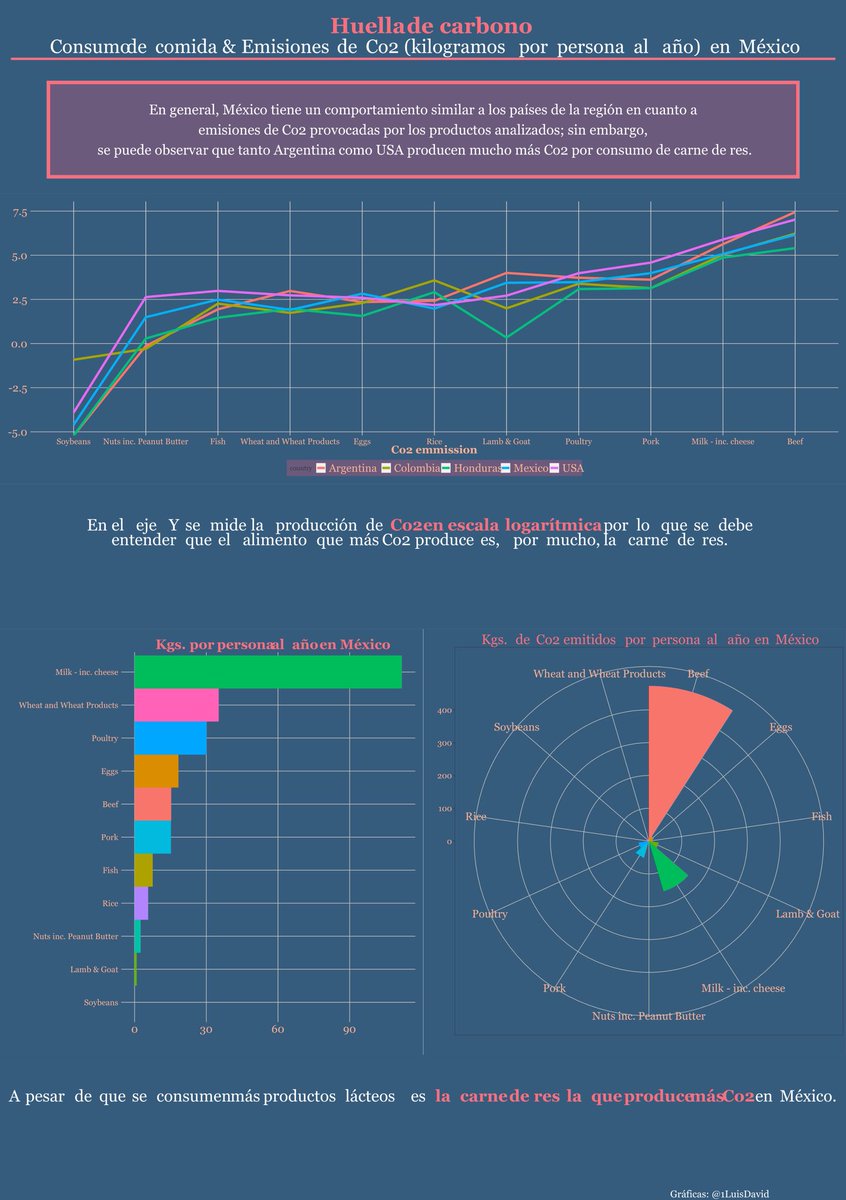 Huella de carbono
Consumo de comida & Emisiones de Co2 (kilogramos por persona al año) en México
En general, México tiene un comportamiento similar a los países de la región en cuanto a
emisiones de Co2 provocadas por los productos analizados; sin embargo,
se puede observar que tanto Argentina como USA producen mucho más Co2 por consumo de carne de res.
7.5
5.0
2.5
0.0
-2.5
-5.0
Soybeans Nuts inc. Peanut Butter Fish Wheat and Wheat Products Eggs Rice Lamb & Goat Poultry Pork Milk - inc. cheese Beef
Co2 emmission
country Argentina Colombia Honduras Mexico USA
En el eje Y se mide la producción de Co2 en escala logarítmica por lo que se debe
entender que el alimento que más Co2 produce es, por mucho, la carne de res.
Kgs. por persona al año en México
Milk - inc. cheese
Wheat and Wheat Products
Poultry
Eggs
Beef
Pork
Fish
Rice
Nuts inc. Peanut Butter
Lamb & Goat
Soybeans
0 30 60 90
Kgs. de Co2 emitidos por persona al año en México
Wheat and Wheat Products Beef
400
Soybeans Eggs
300
200
100
Rice Fish
0
Poultry Lamb & Goat
Pork Milk - inc. cheese
Nuts inc. Peanut Butter
A pesar de que se consumen más productos lácteos es la carne de res la que produce más Co2 en México.
Gráficas: @1LuisDavid